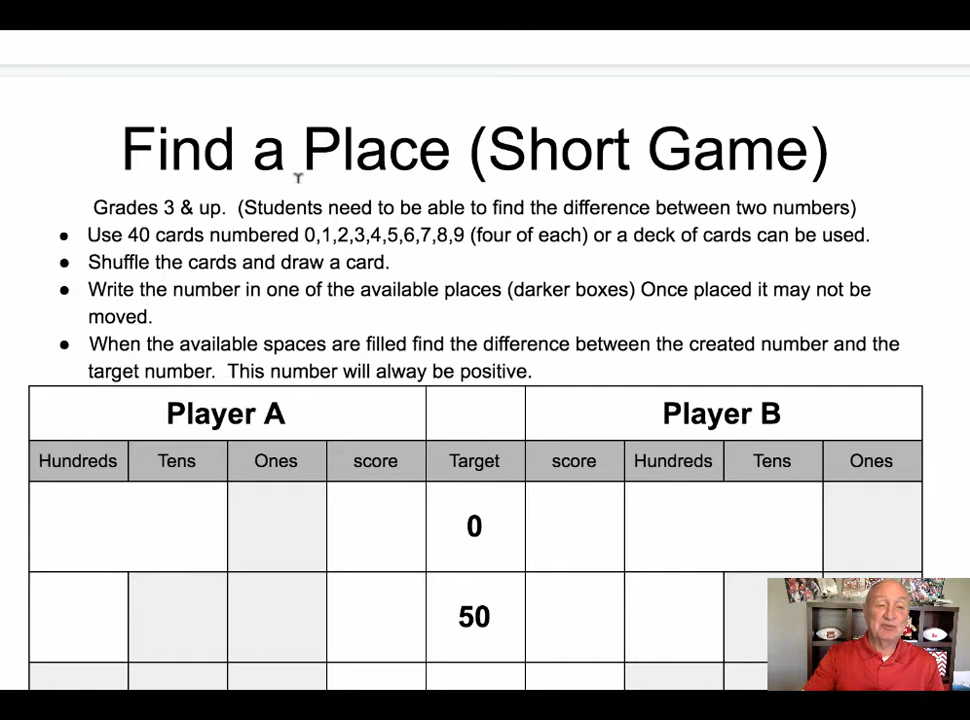 Find a Place (Short Game)
Grades 3 & up. (Students need to be able to find the difference between two numbers)
● Use 40 cards numbered 0,1,2,3,4,5,6,7,8,9 (four of each) or a deck of cards can be used.
● Shuffle the cards and draw a card.
● Write the number in one of the available places (darker boxes) Once placed it may not be
moved.
● When the available spaces are filled find the difference between the created number and the
target number. This number will alway be positive.
Player A Player B
Hundreds Tens Ones score Target score Hundreds Tens Ones
0
50